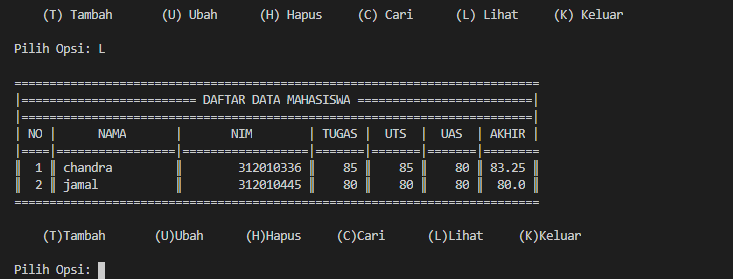 (T) Tambah (U) Ubah (H) Hapus (C) Cari (L) Lihat (K) Keluar
Pilih Opsi: L
==========================================================================
|========================= DAFTAR DATA MAHASISWA =========================|
|=========================================================================|
| NO | NAMA | NIM | TUGAS | UTS | UAS | AKHIR |
|====|=================|==================|=======|=======|=======|========
║ 1 ║ chandra ║ 312010336 ║ 85 ║ 85 ║ 80 ║ 83.25 ║
║ 2 ║ jamal ║ 312010445 ║ 80 ║ 80 ║ 80 ║ 80.0 ║
==========================================================================
(T)Tambah (U)Ubah (H)Hapus (C)Cari (L)Lihat (K)Keluar
Pilih Opsi: